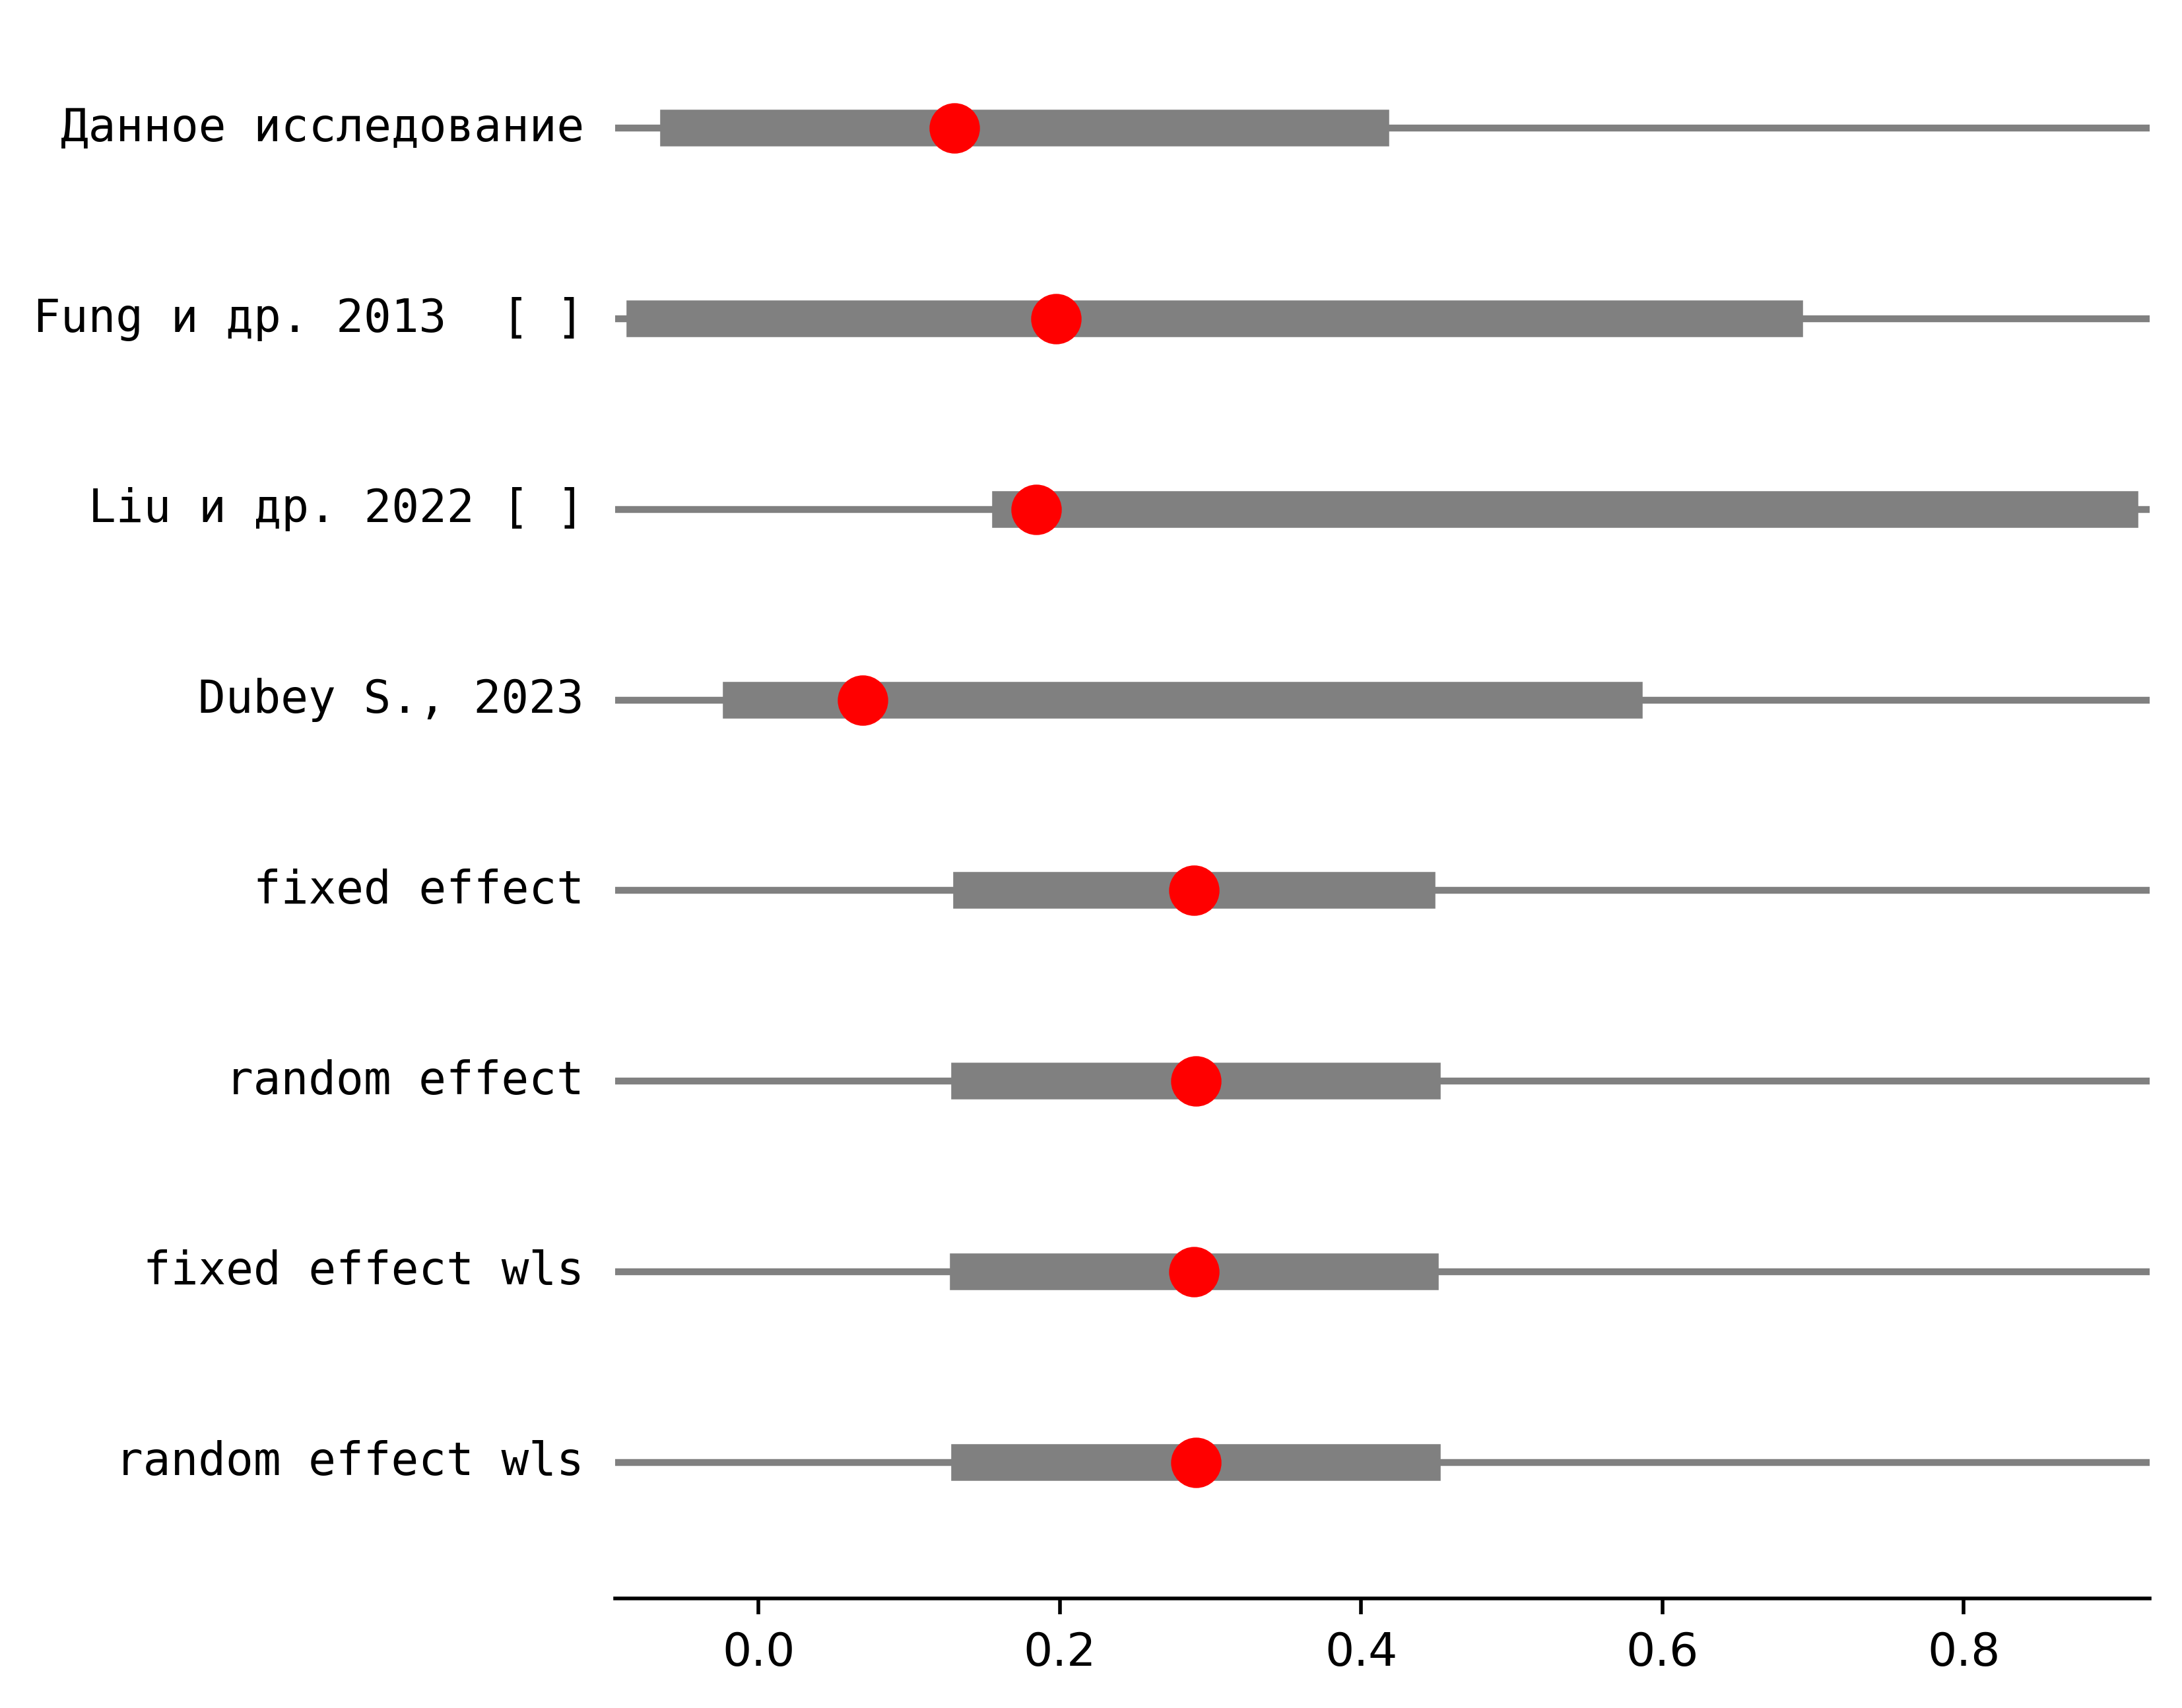 Данное исследование
Fung и др. 2013  [ ]
Liu и др. 2022 [ ]
Dubey S., 2023
fixed effect
random effect
fixed effect wls
random effect wls
0.0 0.2 0.4 0.6 0.8